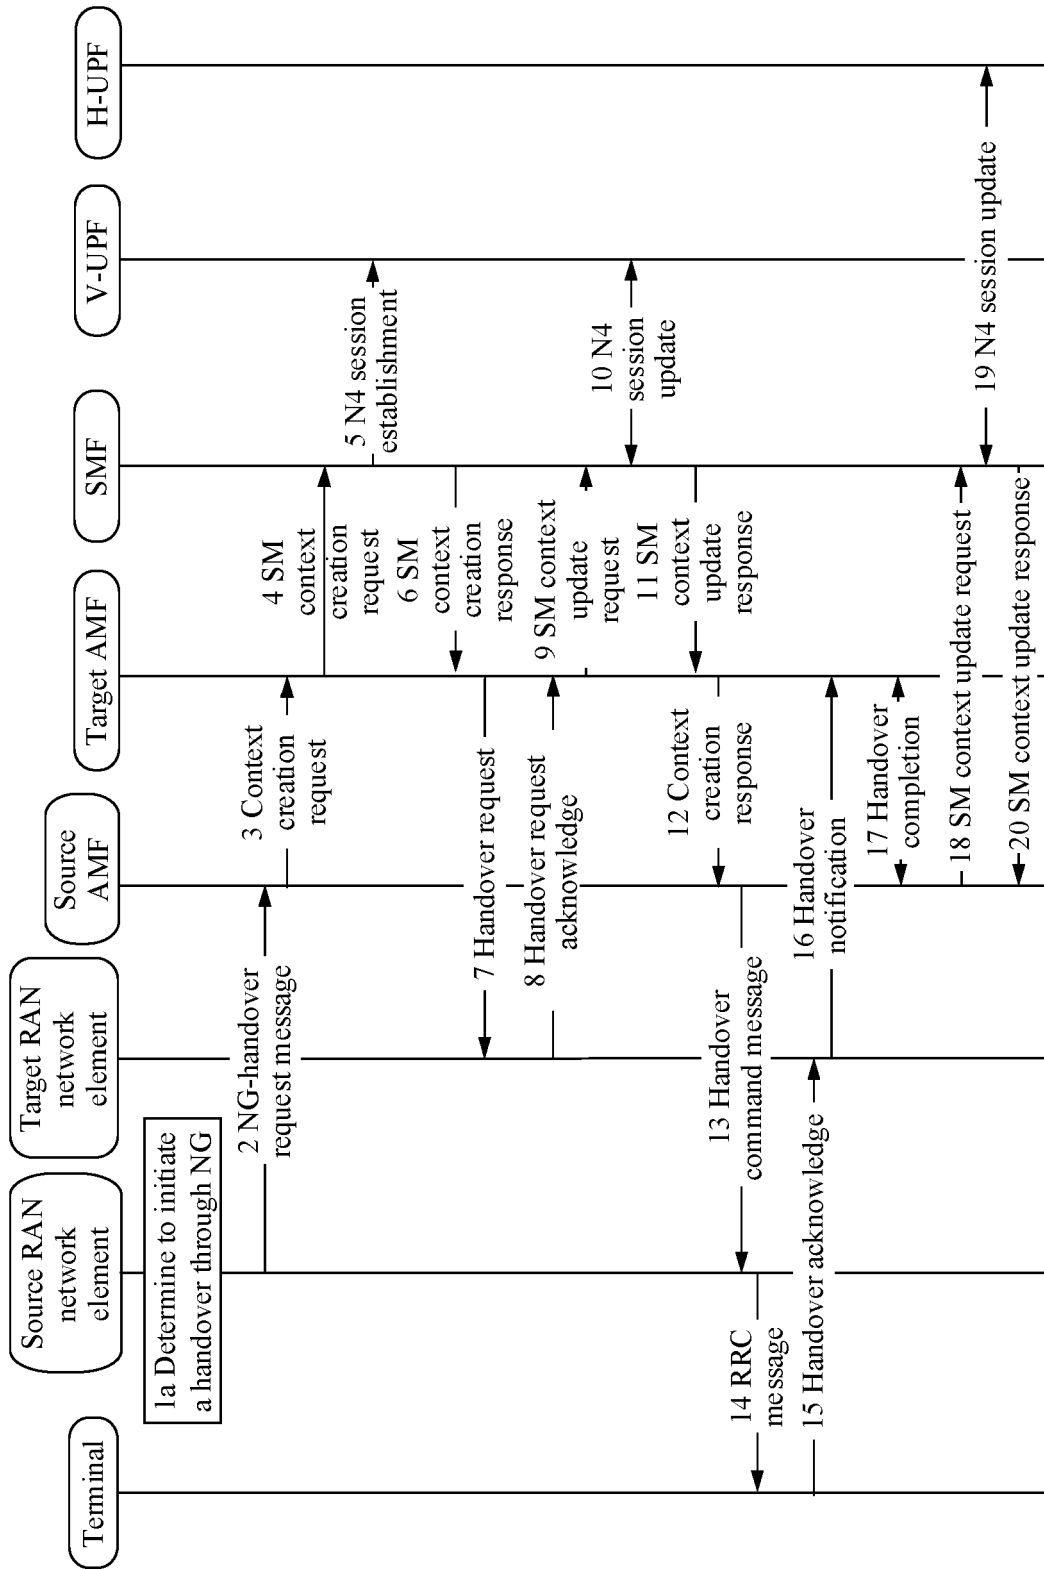 Terminal
Source RAN
network
element
Target RAN
network
element
Source
AMF
Target AMF
SMF
V-UPF
H-UPF
1a Determine to initiate
a handover through NG
2 NG-handover
request message
3 Context
creation
request
4 SM
context
creation
request
5 N4 session
establishment
6 SM
context
creation
response
7 Handover request
8 Handover request
acknowledge
9 SM context
update
request
10 N4
session
update
11 SM
context
update
response
12 Context
creation
response
13 Handover
command message
14 RRC
message
15 Handover acknowledge
16 Handover
notification
17 Handover
completion
18 SM context update request
19 N4 session update
20 SM context update response